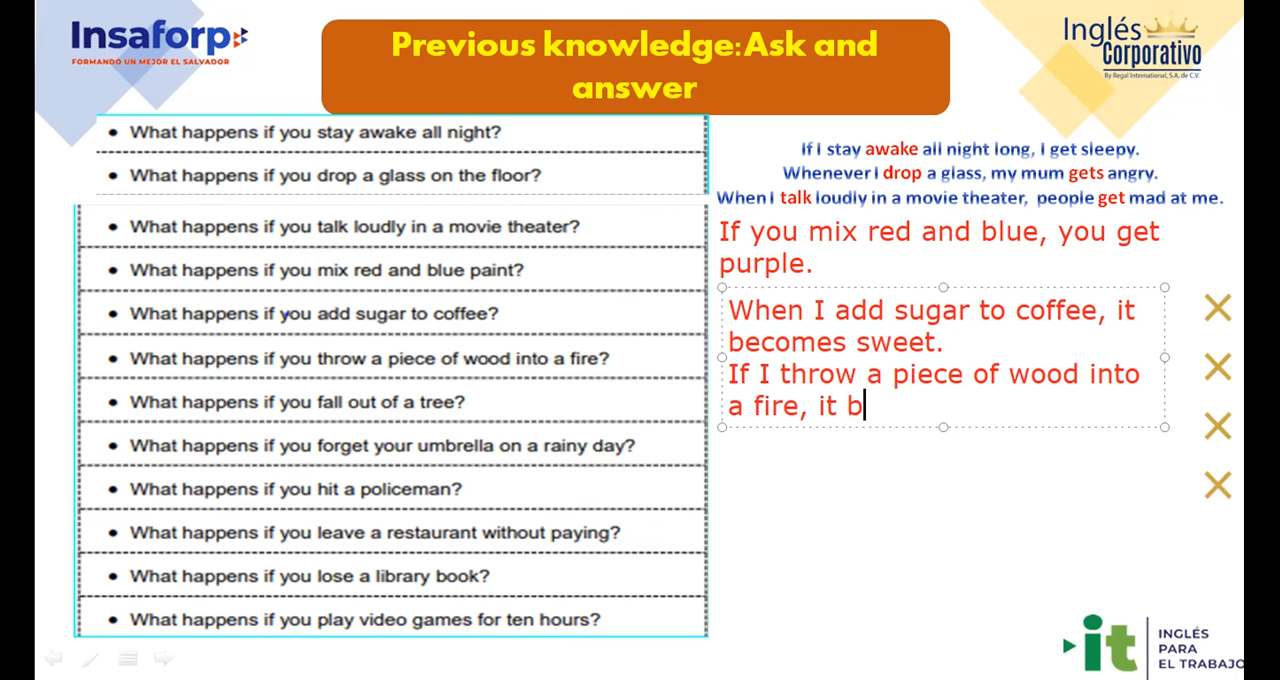 Insaforp
FORMANDO UN MEJOR EL SALVADOR
Previous knowledge: Ask and
answer
Inglés
Corporativo
By Regal International, S.A. de C.V.
• What happens if you stay awake all night?
• What happens if you drop a glass on the floor?
• What happens if you talk loudly in a movie theater?
• What happens if you mix red and blue paint?
• What happens if you add sugar to coffee?
• What happens if you throw a piece of wood into a fire?
• What happens if you fall out of a tree?
• What happens if you forget your umbrella on a rainy day?
• What happens if you hit a policeman?
• What happens if you leave a restaurant without paying?
• What happens if you lose a library book?
• What happens if you play video games for ten hours?
If I stay awake all night long, I get sleepy.
Whenever I drop a glass, my mum gets angry.
When I talk loudly in a movie theater, people get mad at me.
If you mix red and blue, you get
purple.
When I add sugar to coffee, it
becomes sweet.
If I throw a piece of wood into
a fire, it b
it
INGLÉS
PARA
EL TRABAJO